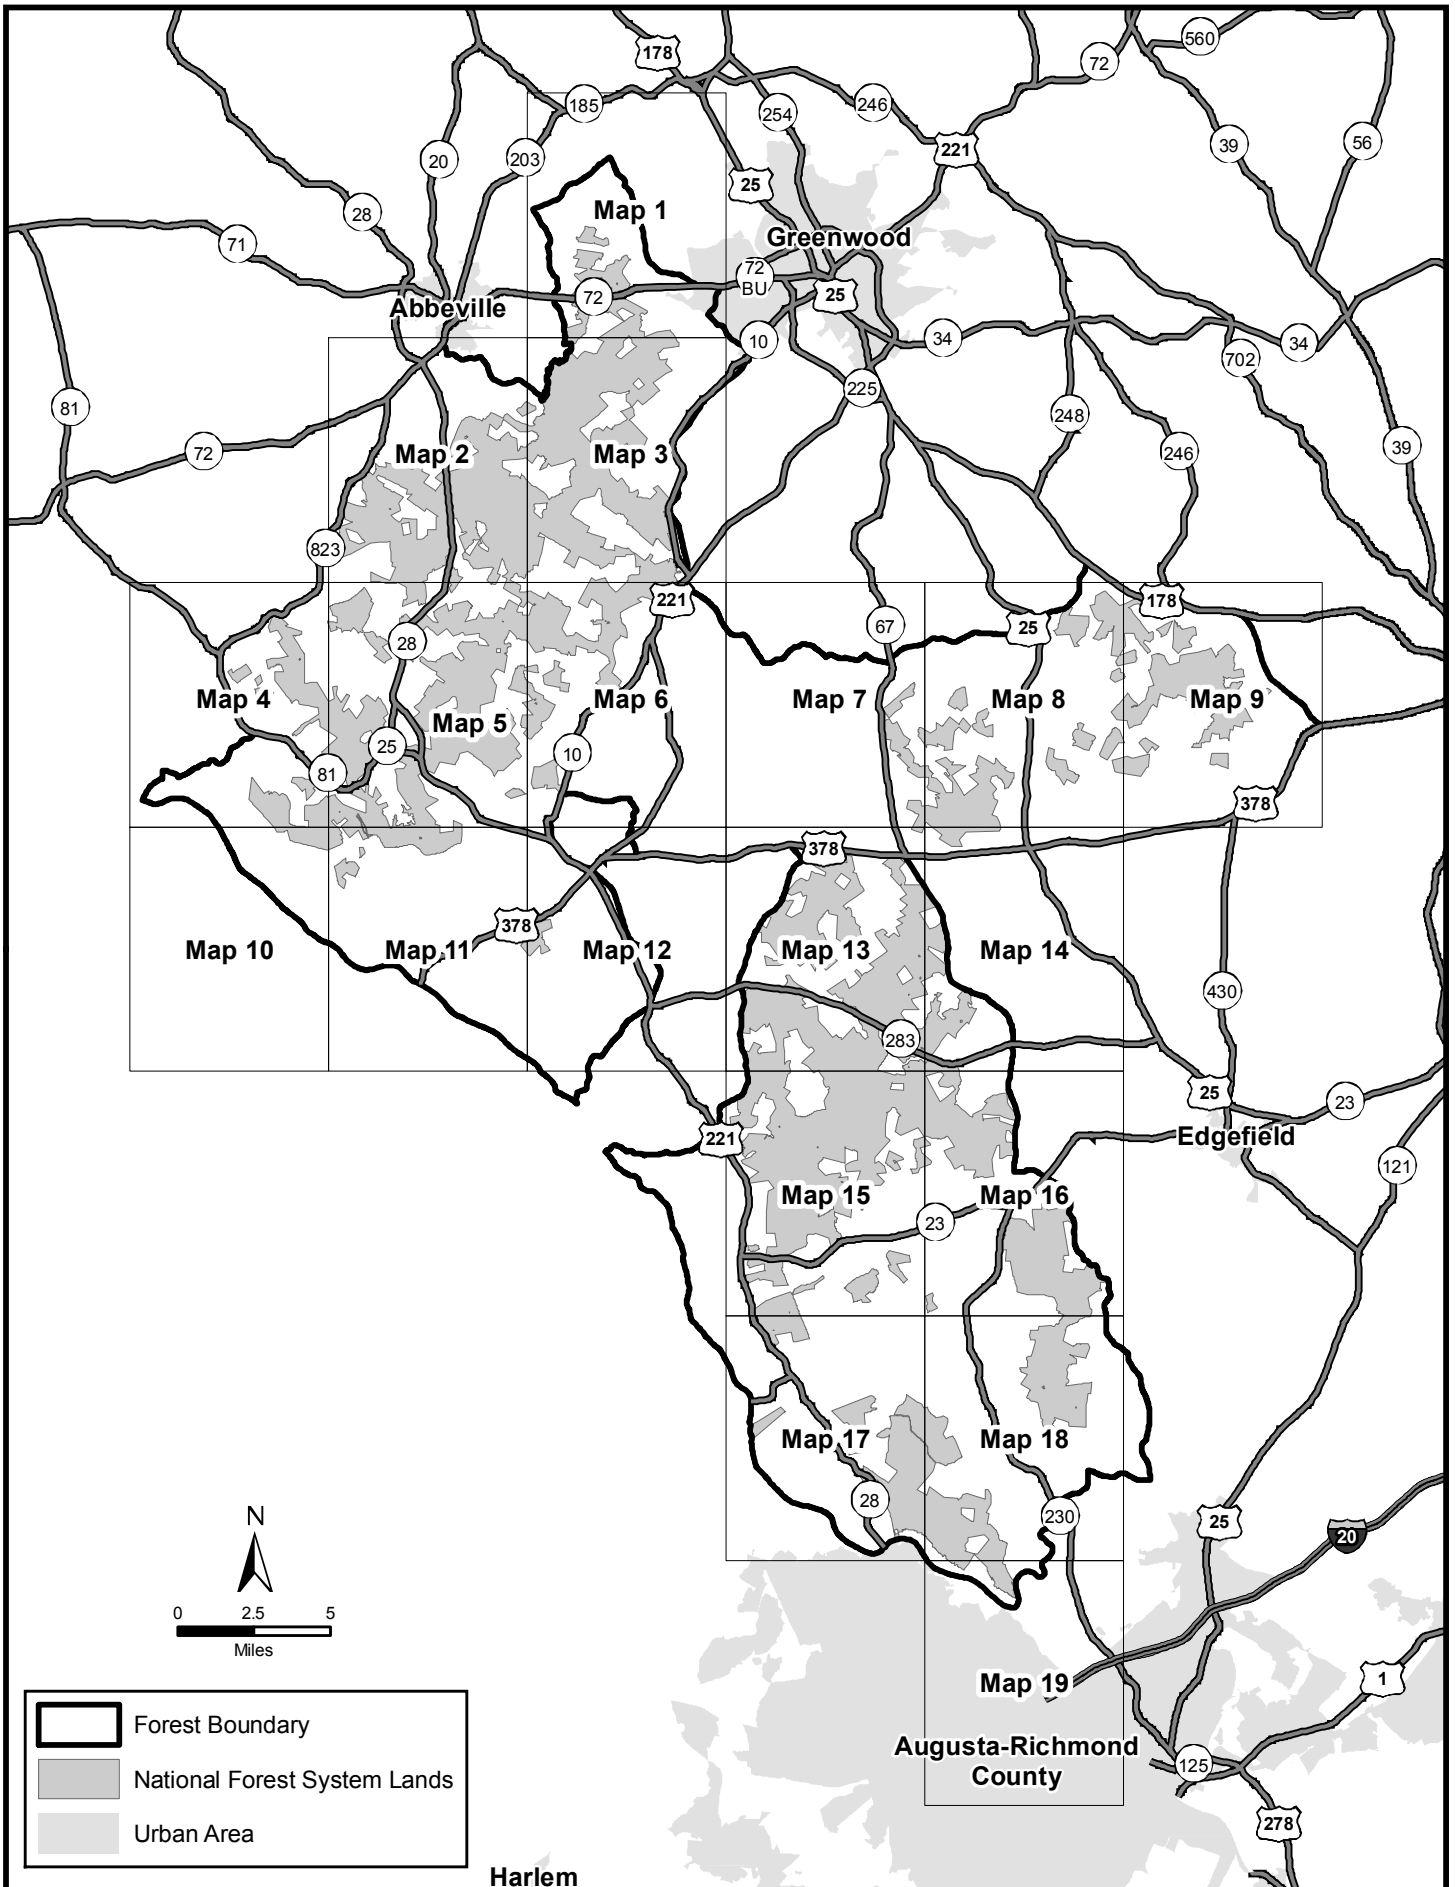 560
178
72
185
254
246
20
203
39
56
221
25
28
Map 1
71
Greenwood
72
BU
72
25
Abbeville
10
34
34
702
225
81
248
72
Map 2
Map 3
246
39
823
221
178
67
25
28
Map 4
Map 5
Map 6
Map 7
Map 8
Map 9
25
10
81
378
378
378
Map 10
Map 11
Map 12
Map 13
Map 14
430
283
25
23
221
Edgefield
121
Map 15
Map 16
23
Map 17
Map 18
28
230
25
20
N
0 2.5 5
Miles
Map 19
1
Augusta-Richmond
County
125
278
Forest Boundary
National Forest System Lands
Urban Area
Harlem